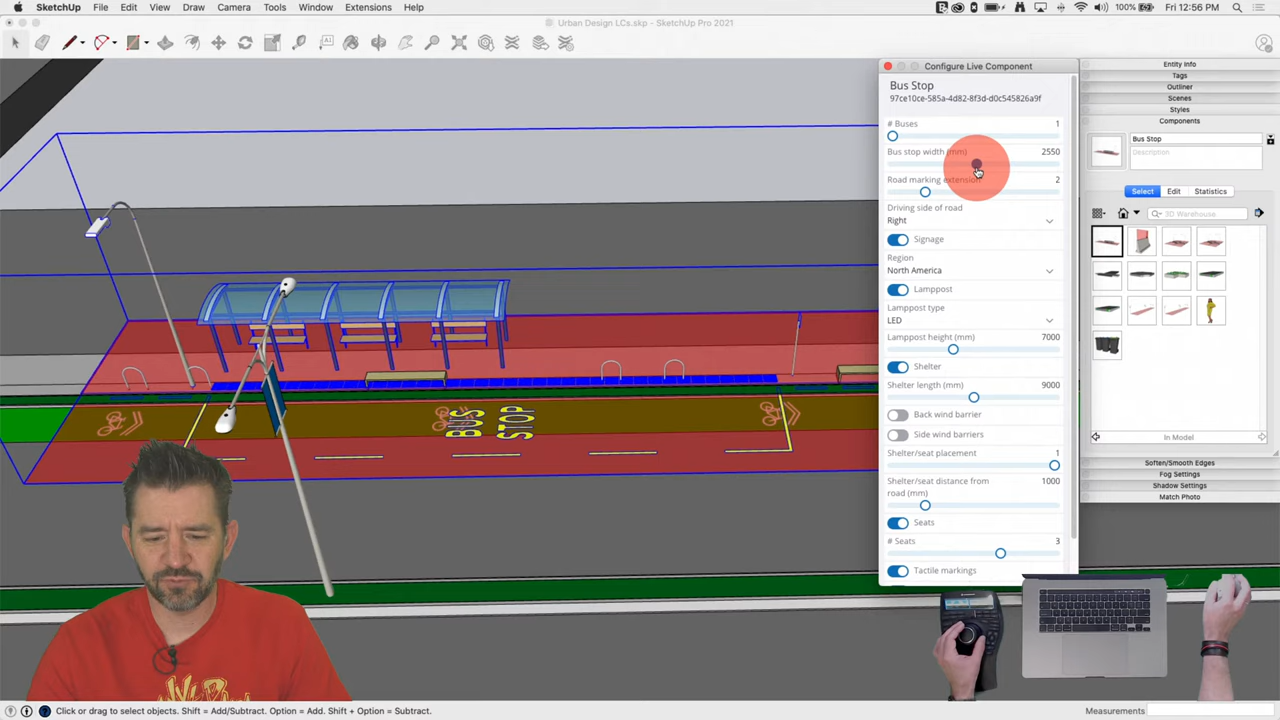 SketchUp File Edit View Draw Camera Tools Window Extensions Help 100% Fri 12:56 PM
Urban Design LCs.skp - SketchUp Pro 2021
Configure Live Component
Bus Stop
97ce10ce-585a-4d82-8f3d-d0c545826a9f
# Buses 1
Bus stop width (mm) 2550
Road marking extension 2
Driving side of road
Right
Signage
Region
North America
Lamppost
Lamppost type
LED
Lamppost height (mm) 7000
Shelter
Shelter length (mm) 9000
Back wind barrier
Side wind barriers
Shelter/seat placement 1
Shelter/seat distance from 1000
road (mm)
Seats
# Seats 3
Tactile markings
Entity Info
Tags
Outliner
Scenes
Styles
Components
Bus Stop
Description
Select Edit Statistics
3D Warehouse
In Model
Soften/Smooth Edges
Fog Settings
Shadow Settings
Match Photo
BUS
STOP
Click or drag to select objects. Shift = Add/Subtract. Option = Add. Shift + Option = Subtract.
Measurements